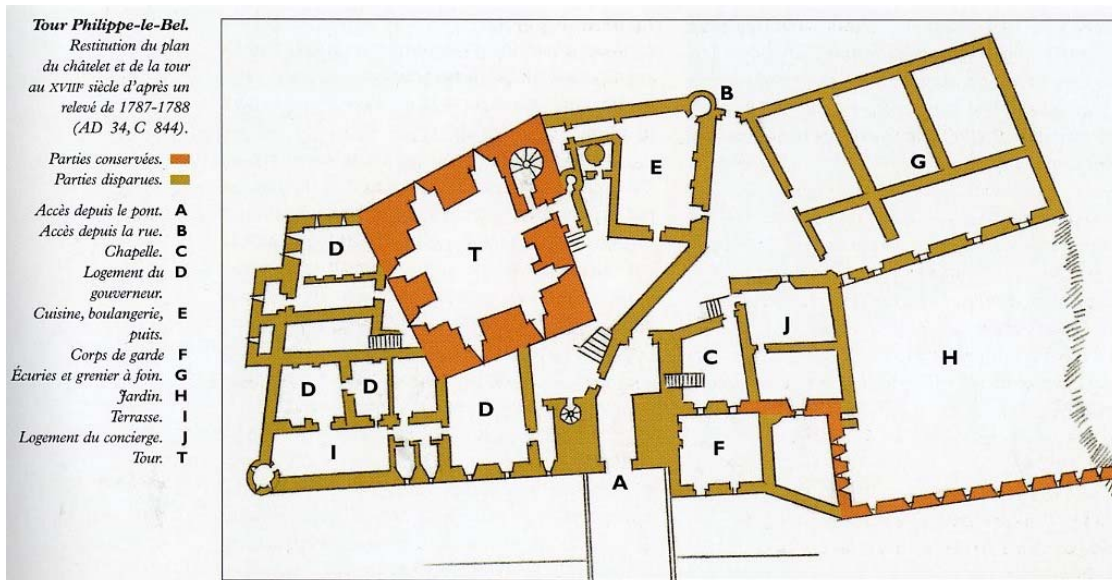 Tour Philippe-le-Bel.
Restitution du plan
du châtelet et de la tour
au XVIIIe siècle d'après un
relevé de 1787-1788
(AD 34, C 844).
Parties conservées.
Parties disparues.
Accès depuis le pont. A
Accès depuis la rue. B
Chapelle. C
Logement du D
gouverneur.
Cuisine, boulangerie, E
puits.
Corps de garde F
Écuries et grenier à foin. G
Jardin. H
Terrasse. I
Logement du concierge. J
Tour. T
B
E
G
D
T
J
H
C
D
D
D
I
F
A